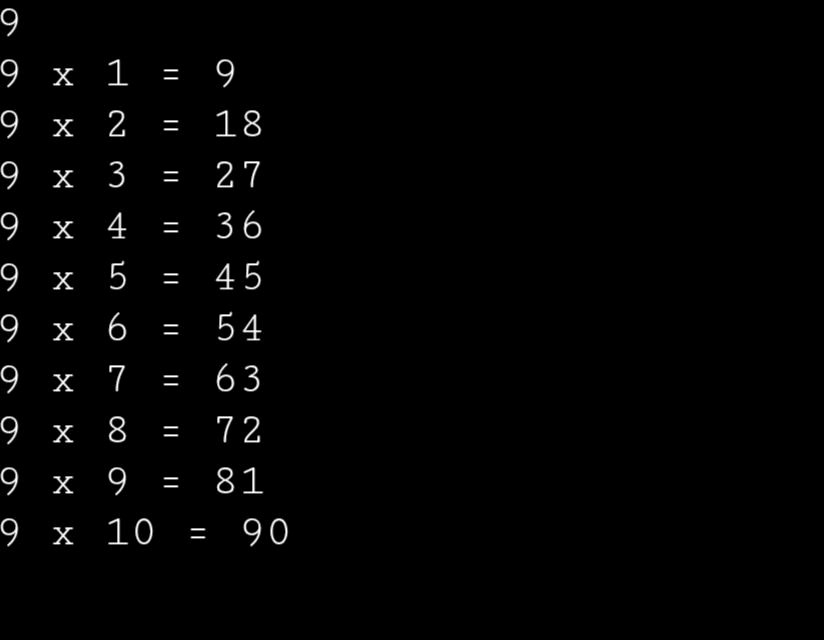 9
9 x 1 = 9
9 x 2 = 18
9 x 3 = 27
9 x 4 = 36
9 x 5 = 45
9 x 6 = 54
9 x 7 = 63
9 x 8 = 72
9 x 9 = 81
9 x 10 = 90